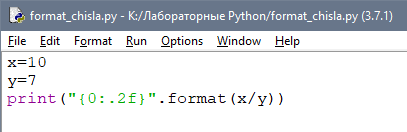 format_chisla.py - K:/Лабораторные Python/format_chisla.py (3.7.1)
File Edit Format Run Options Window Help
x=10
y=7
print("{0:.2f}".format(x/y))